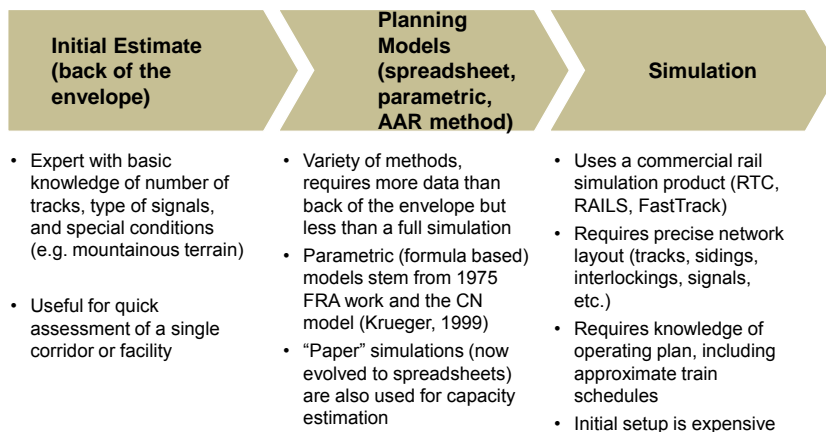 Initial Estimate
(back of the
envelope)
Planning
Models
(spreadsheet,
parametric,
AAR method)
Simulation
• Expert with basic
knowledge of number of
tracks, type of signals,
and special conditions
(e.g. mountainous terrain)
• Useful for quick
assessment of a single
corridor or facility
• Variety of methods,
requires more data than
back of the envelope but
less than a full simulation
• Parametric (formula based)
models stem from 1975
FRA work and the CN
model (Krueger, 1999)
• “Paper” simulations (now
evolved to spreadsheets)
are also used for capacity
estimation
• Uses a commercial rail
simulation product (RTC,
RAILS, FastTrack)
• Requires precise network
layout (tracks, sidings,
interlockings, signals,
etc.)
• Requires knowledge of
operating plan, including
approximate train
schedules
• Initial setup is expensive